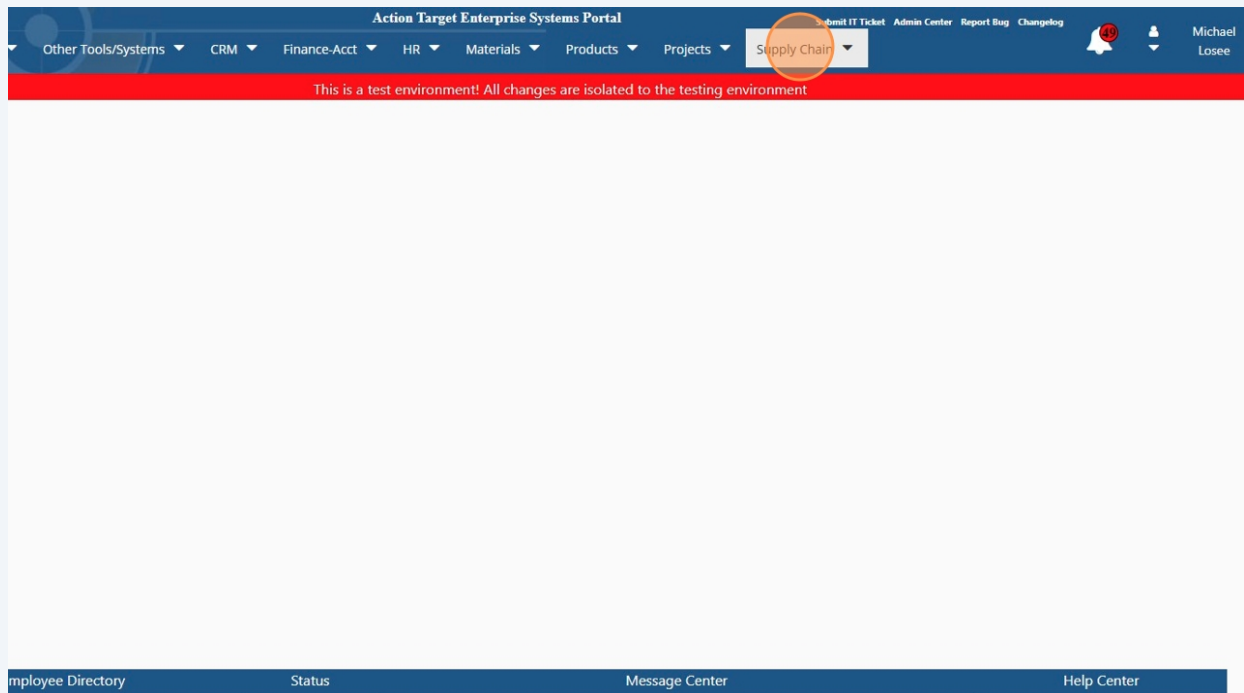 Action Target Enterprise Systems Portal
Submit IT Ticket Admin Center Report Bug Changelog
Other Tools/Systems CRM Finance-Acct HR Materials Products Projects Supply Chain
49
Michael
Losee
This is a test environment! All changes are isolated to the testing environment
mployee Directory Status Message Center Help Center